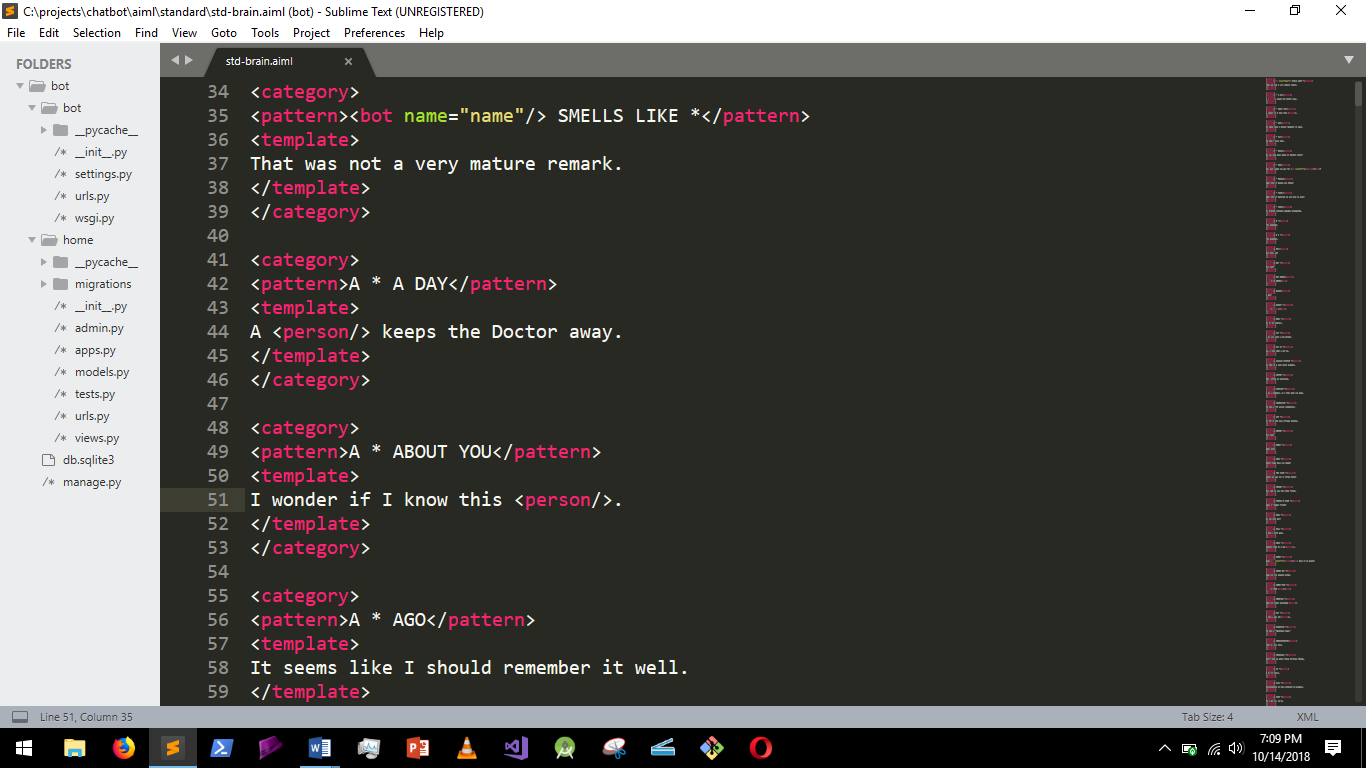 C:\projects\chatbot\aiml\standard\std-brain.aiml (bot) - Sublime Text (UNREGISTERED)
File Edit Selection Find View Goto Tools Project Preferences Help
FOLDERS
bot
bot
__pycache__
/* __init__.py
/* settings.py
/* urls.py
/* wsgi.py
home
__pycache__
migrations
/* __init__.py
/* admin.py
/* apps.py
/* models.py
/* tests.py
/* urls.py
/* views.py
db.sqlite3
/* manage.py
std-brain.aiml
34 <category>
35 <pattern><bot name="name"/> SMELLS LIKE *</pattern>
36 <template>
37 That was not a very mature remark.
38 </template>
39 </category>
40
41 <category>
42 <pattern>A * A DAY</pattern>
43 <template>
44 A <person/> keeps the Doctor away.
45 </template>
46 </category>
47
48 <category>
49 <pattern>A * ABOUT YOU</pattern>
50 <template>
51 I wonder if I know this <person/>.
52 </template>
53 </category>
54
55 <category>
56 <pattern>A * AGO</pattern>
57 <template>
58 It seems like I should remember it well.
59 </template>
Line 51, Column 35
Tab Size: 4
XML
7:09 PM
10/14/2018